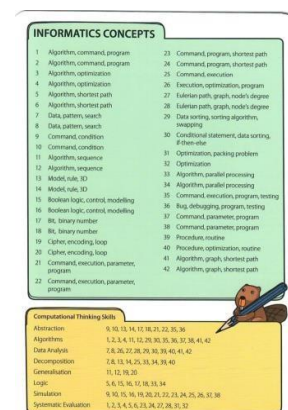 INFORMATICS CONCEPTS
1 Algorithm, command, program
2 Algorithm, command, program
3 Algorithm, optimization
4 Algorithm, optimization
5 Algorithm, shortest path
6 Algorithm, shortest path
7 Data, pattern, search
8 Data, pattern, search
9 Command, condition
10 Command, condition
11 Algorithm, sequence
12 Algorithm, sequence
13 Model, rule, 3D
14 Model, rule, 3D
15 Boolean logic, control, modelling
16 Boolean logic, control, modelling
17 Bit, binary number
18 Bit, binary number
19 Cipher, encoding, loop
20 Cipher, encoding, loop
21 Command, execution, parameter,
program
22 Command, execution, parameter,
program
23 Command, program, shortest path
24 Command, program, shortest path
25 Command, execution
26 Execution, optimization, program
27 Eulerian path, graph, node's degree
28 Eulerian path, graph, node's degree
29 Data sorting, sorting algorithm,
swapping
30 Conditional statement, data sorting,
if-then-else
31 Optimization, packing problem
32 Optimization
33 Algorithm, parallel processing
34 Algorithm, parallel processing
35 Command, execution, program, testing
36 Bug, debugging, program, testing
37 Command, parameter, program
38 Command, parameter, program
39 Procedure, routine
40 Procedure, optimization, routine
41 Algorithm, graph, shortest path
42 Algorithm, graph, shortest path
Computational Thinking Skills
Abstraction 9, 10, 13, 14, 17, 18, 21, 22, 35, 36
Algorithms 1, 2, 3, 4, 11, 12, 29, 30, 35, 36, 37, 38, 41, 42
Data Analysis 7, 8, 26, 27, 28, 29, 30, 39, 40, 41, 42
Decomposition 7, 8, 13, 14, 25, 33, 34, 39, 40
Generalisation 11, 12, 19, 20
Logic 5, 6, 15, 16, 17, 18, 33, 34
Simulation 9, 10, 15, 16, 19, 20, 21, 22, 23, 24, 25, 26, 37, 38
Systematic Evaluation 1, 2, 3, 4, 5, 6, 23, 24, 27, 28, 31, 32